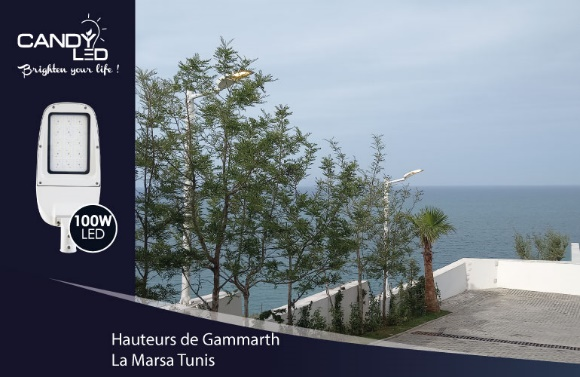 CANDY
LED
Brighten your life !
100W
LED
Hauteurs de Gammarth
La Marsa Tunis